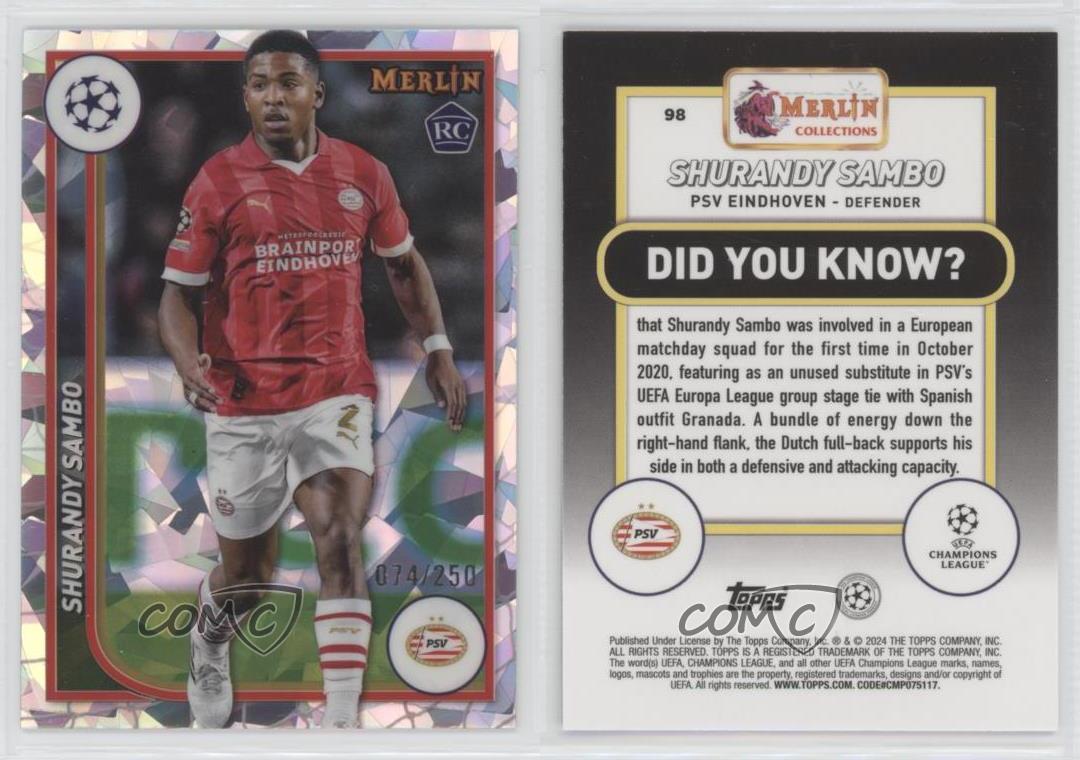 MERLIN
RC
METROPOOLREGIO
BRAINPORT
EINDHOVEN
2
SHURANDY SAMBO
074/250
PSV
PSV
COMC
98
MERLIN
COLLECTIONS
SHURANDY SAMBO
PSV EINDHOVEN - DEFENDER
DID YOU KNOW?
that Shurandy Sambo was involved in a European
matchday squad for the first time in October
2020, featuring as an unused substitute in PSV's
UEFA Europa League group stage tie with Spanish
outfit Granada. A bundle of energy down the
right-hand flank, the Dutch full-back supports his
side in both a defensive and attacking capacity.
PSV
UEFA
CHAMPIONS
LEAGUE
Topps
COMC
Published Under License by The Topps Company, Inc. ® & © 2024 THE TOPPS COMPANY, INC.
ALL RIGHTS RESERVED. TOPPS IS A REGISTERED TRADEMARK OF THE TOPPS COMPANY, INC.
The word(s) UEFA, CHAMPIONS LEAGUE, and all other UEFA Champions League marks, names,
logos, mascots and trophies are the property, registered trademarks, designs and/or copyright of
UEFA. All rights reserved. WWW.TOPPS.COM. CODE#CMP075117.